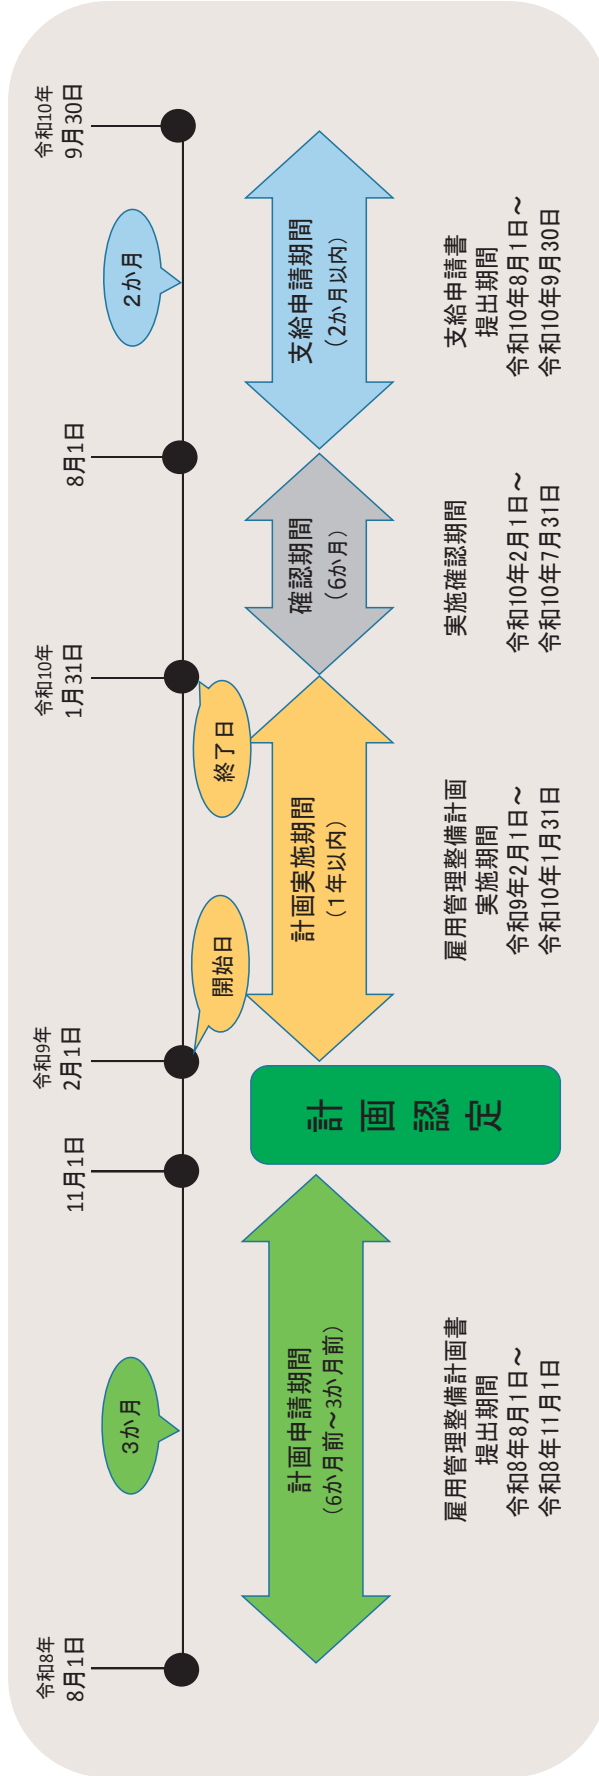 令和8年
8月1日
11月1日
令和9年
2月1日
令和10年
1月31日
8月1日
令和10年
9月30日
3か月
2か月
開始日
終了日
計画申請期間
（6か月前～3か月前）
計画認定
計画実施期間
（1年以内）
確認期間
（6か月）
支給申請期間
（2か月以内）
雇用管理整備計画書
提出期間
令和8年8月1日～
令和8年11月1日
雇用管理整備計画
実施期間
令和9年2月1日～
令和10年1月31日
実施確認期間
令和10年2月1日～
令和10年7月31日
支給申請書
提出期間
令和10年8月1日～
令和10年9月30日